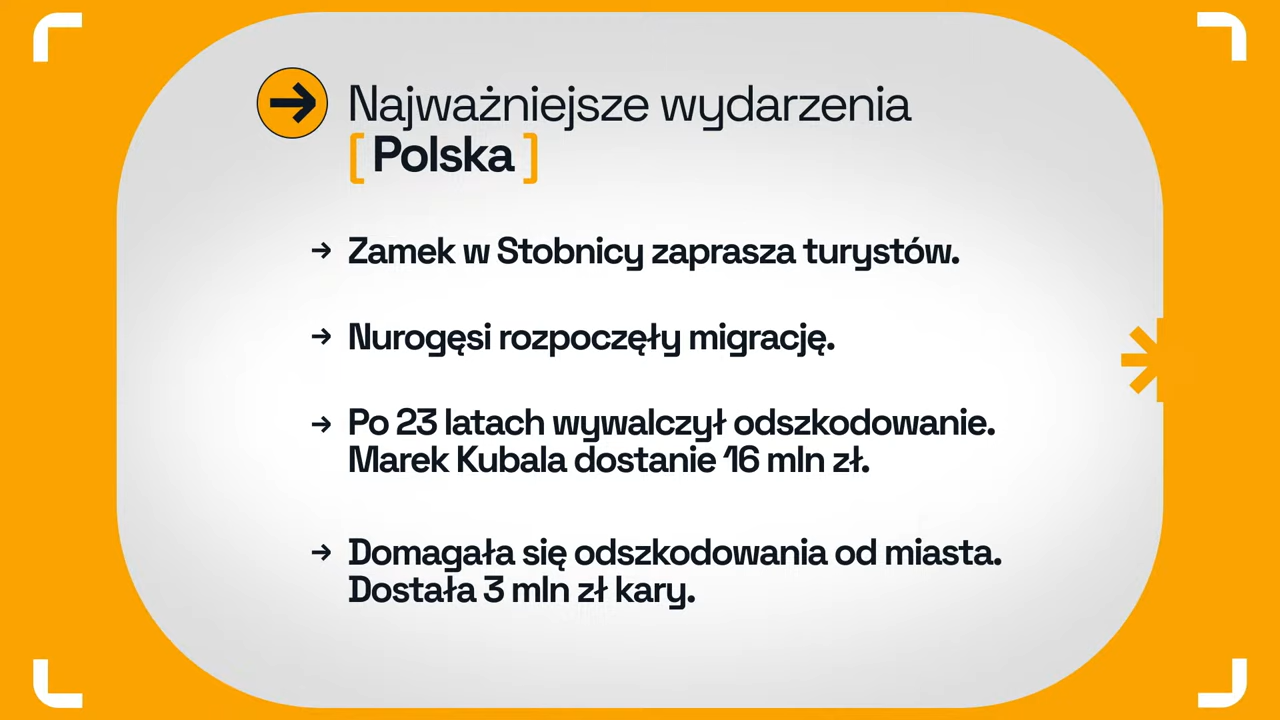 Najważniejsze wydarzenia
[ Polska ]
→ Zamek w Stobnicy zaprasza turystów.
→ Nurogęsi rozpoczęły migrację.
→ Po 23 latach wywalczył odszkodowanie.
Marek Kubala dostanie 16 mln zł.
→ Domagała się odszkodowania od miasta.
Dostała 3 mln zł kary.